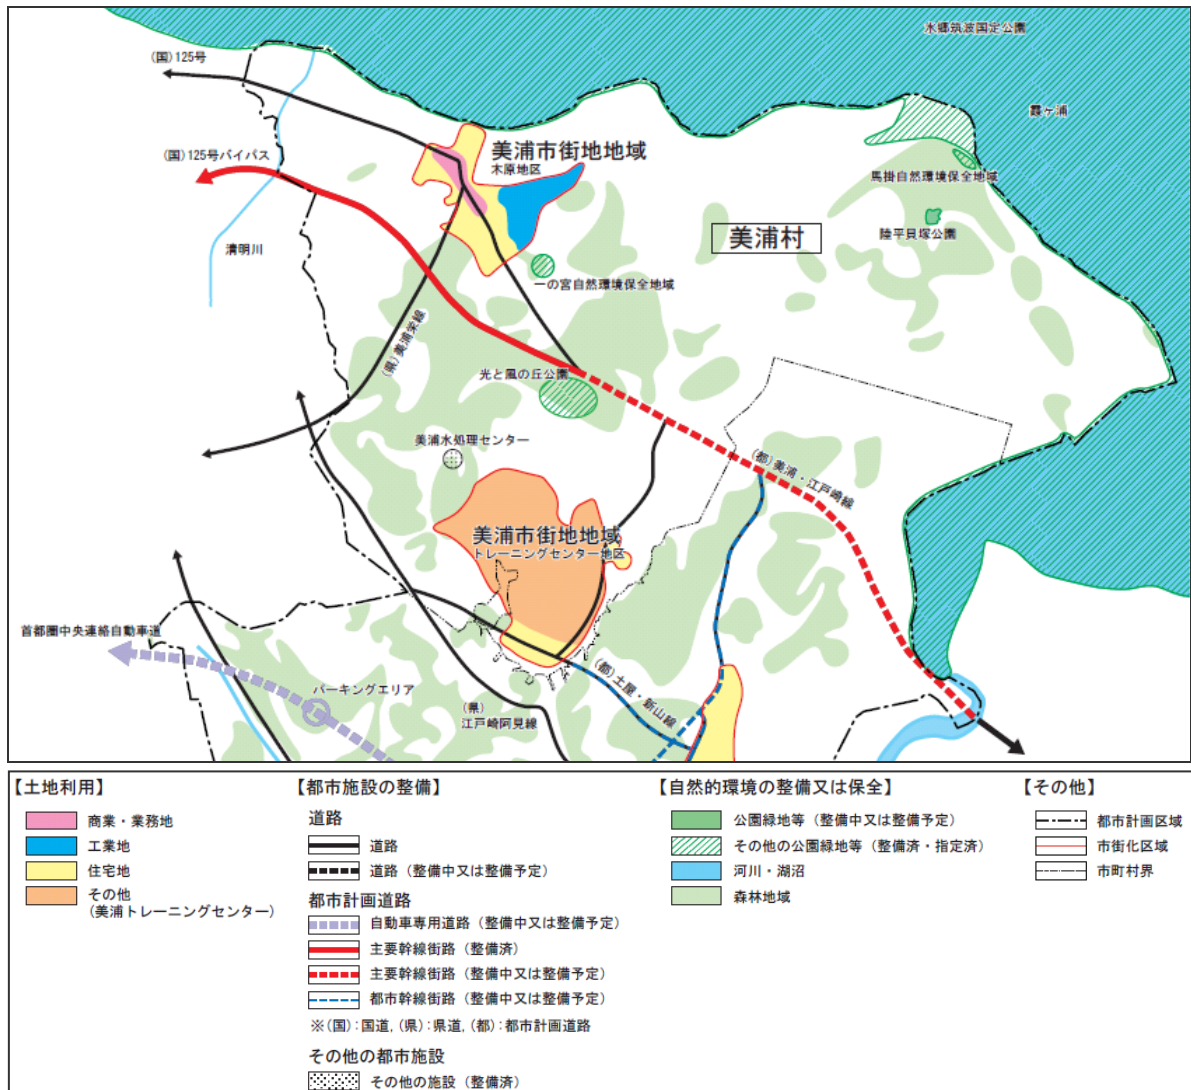 水郷筑波国定公園
(国)125号
霞ヶ浦
美浦市街地地域
木原地区
(国)125号バイパス
馬掛自然環境保全地域
陸平貝塚公園
美浦村
清明川
一の宮自然環境保全地域
(県)美浦栄線
光と風の丘公園
美浦水処理センター
(都)美浦・江戸崎線
美浦市街地地域
トレーニングセンター地区
首都圏中央連絡自動車道
パーキングエリア
(都)土屋・新山線
(県)
江戸崎阿見線
【土地利用】
商業・業務地
工業地
住宅地
その他
(美浦トレーニングセンター)
【都市施設の整備】
道路
道路
道路(整備中又は整備予定)
都市計画道路
自動車専用道路(整備中又は整備予定)
主要幹線街路(整備済)
主要幹線街路(整備中又は整備予定)
都市幹線街路(整備中又は整備予定)
※(国):国道,(県):県道,(都):都市計画道路
その他の都市施設
その他の施設(整備済)
【自然的環境の整備又は保全】
公園緑地等(整備中又は整備予定)
その他の公園緑地等(整備済・指定済)
河川・湖沼
森林地域
【その他】
都市計画区域
市街化区域
市町村界